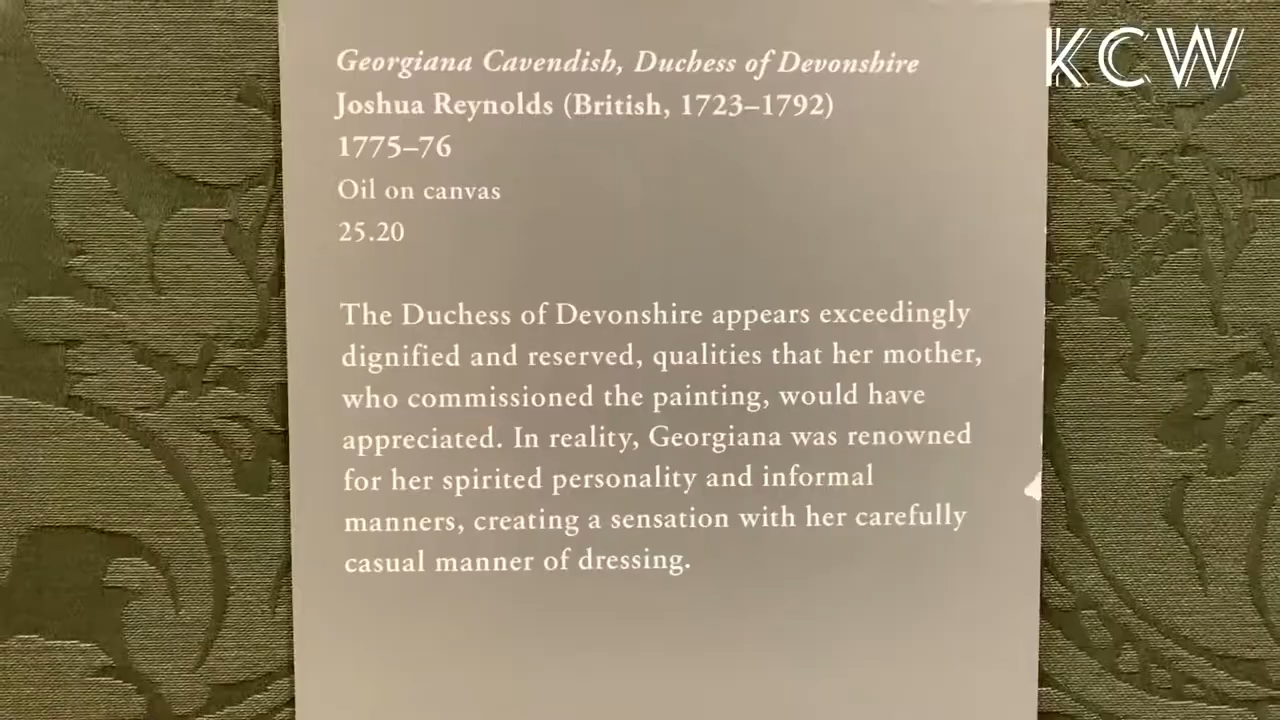 KCW
Georgiana Cavendish, Duchess of Devonshire
Joshua Reynolds (British, 1723–1792)
1775–76
Oil on canvas
25.20
The Duchess of Devonshire appears exceedingly
dignified and reserved, qualities that her mother,
who commissioned the painting, would have
appreciated. In reality, Georgiana was renowned
for her spirited personality and informal
manners, creating a sensation with her carefully
casual manner of dressing.